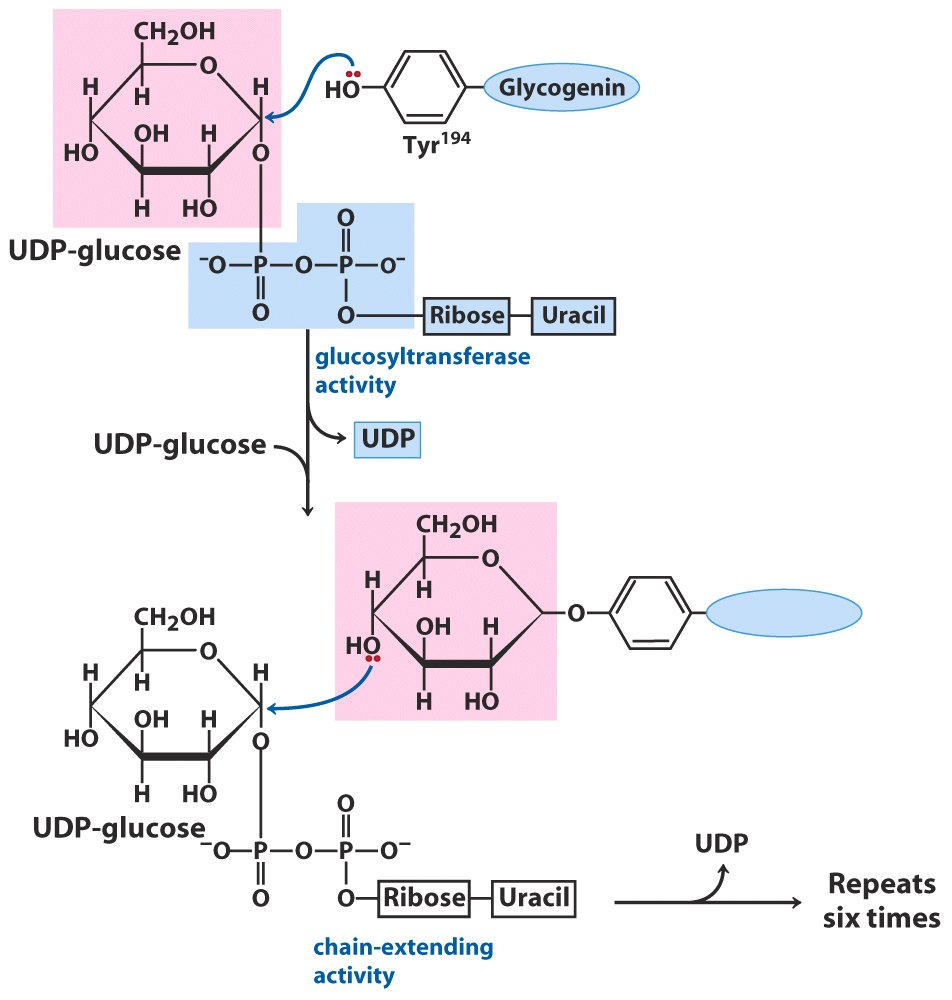 CH₂OH
O
H
H
H
OH
H
HO
O
H
HO
HO
Glycogenin
Tyr¹⁹⁴
UDP-glucose
O
⁻O—P—O—P—O⁻
O
O
Ribose
Uracil
glucosyltransferase
activity
UDP-glucose
UDP
CH₂OH
O
H
H
OH
H
HO
H
HO
O
CH₂OH
O
H
H
H
OH
H
HO
O
H
HO
UDP-glucose
O
⁻O—P—O—P—O⁻
O
O
Ribose
Uracil
chain-extending
activity
UDP
Repeats
six times